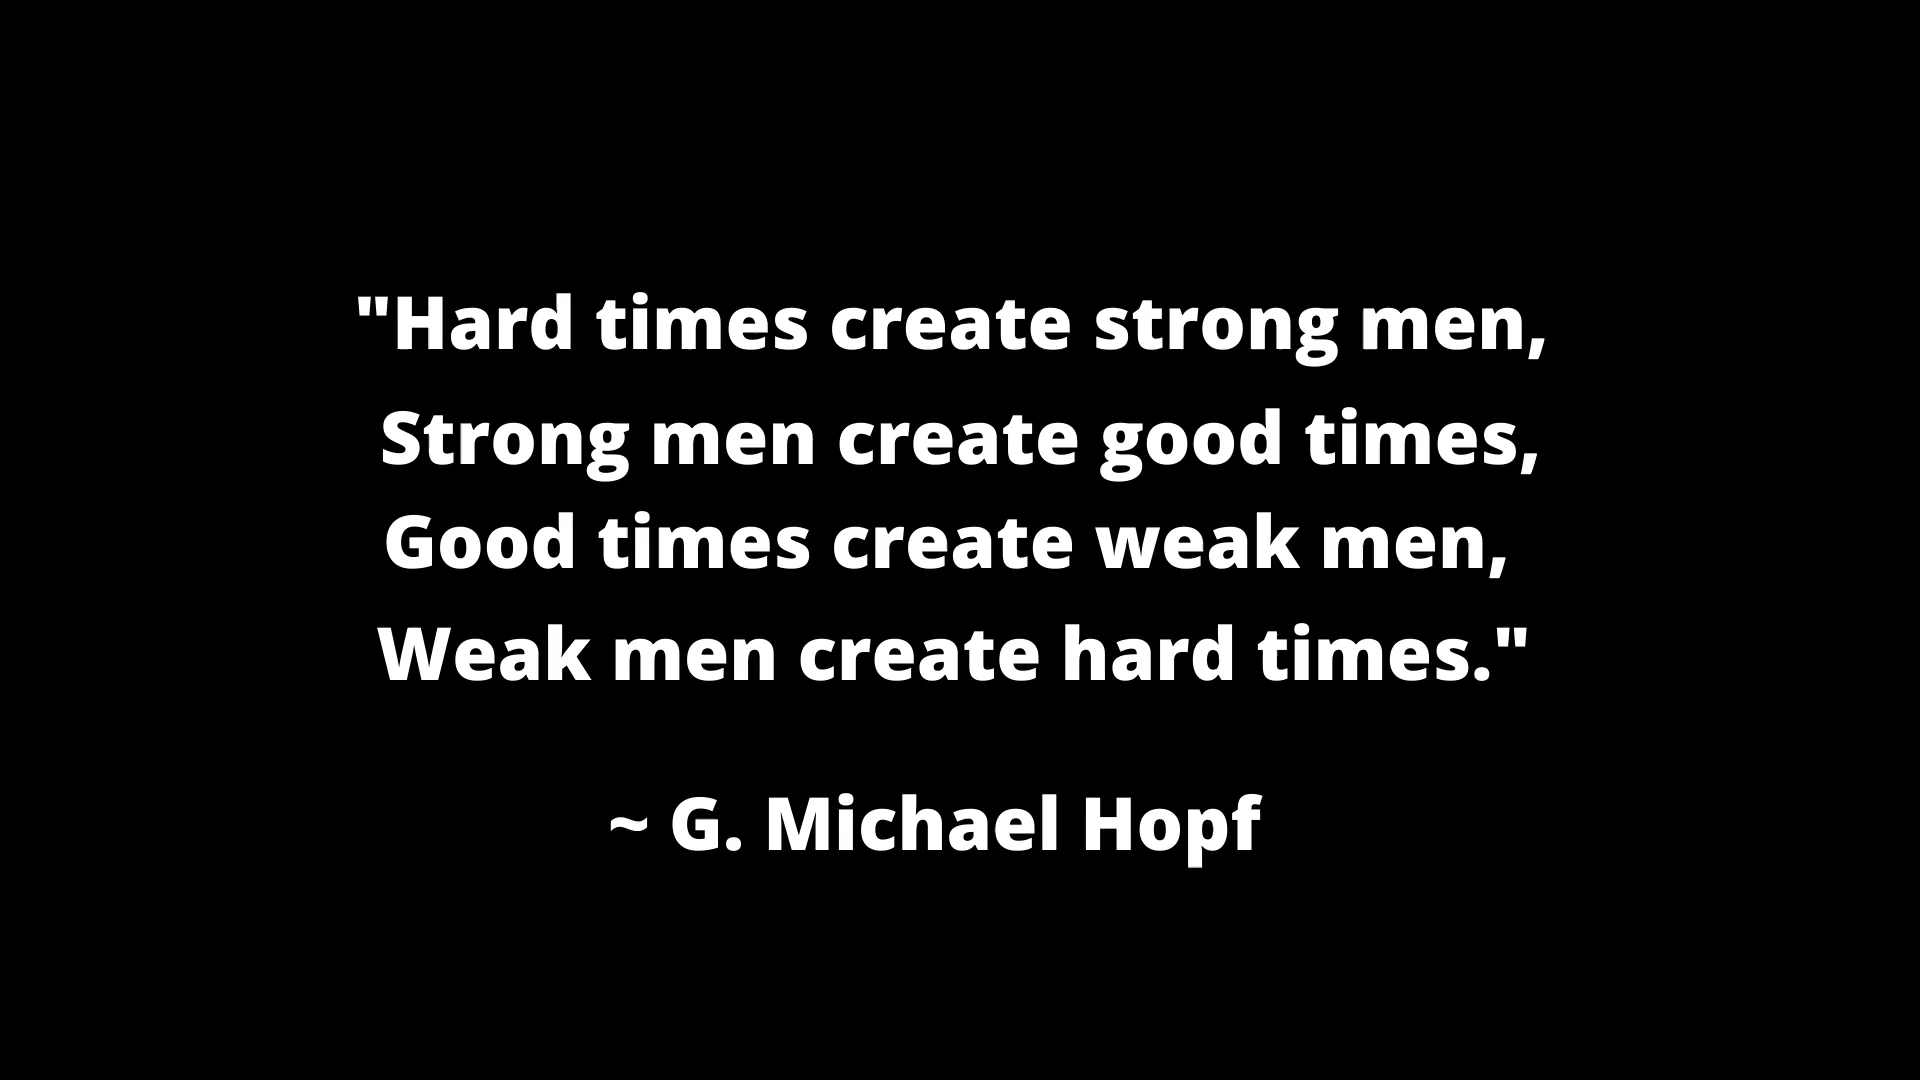 "Hard times create strong men,
Strong men create good times,
Good times create weak men,
Weak men create hard times."
~ G. Michael Hopf